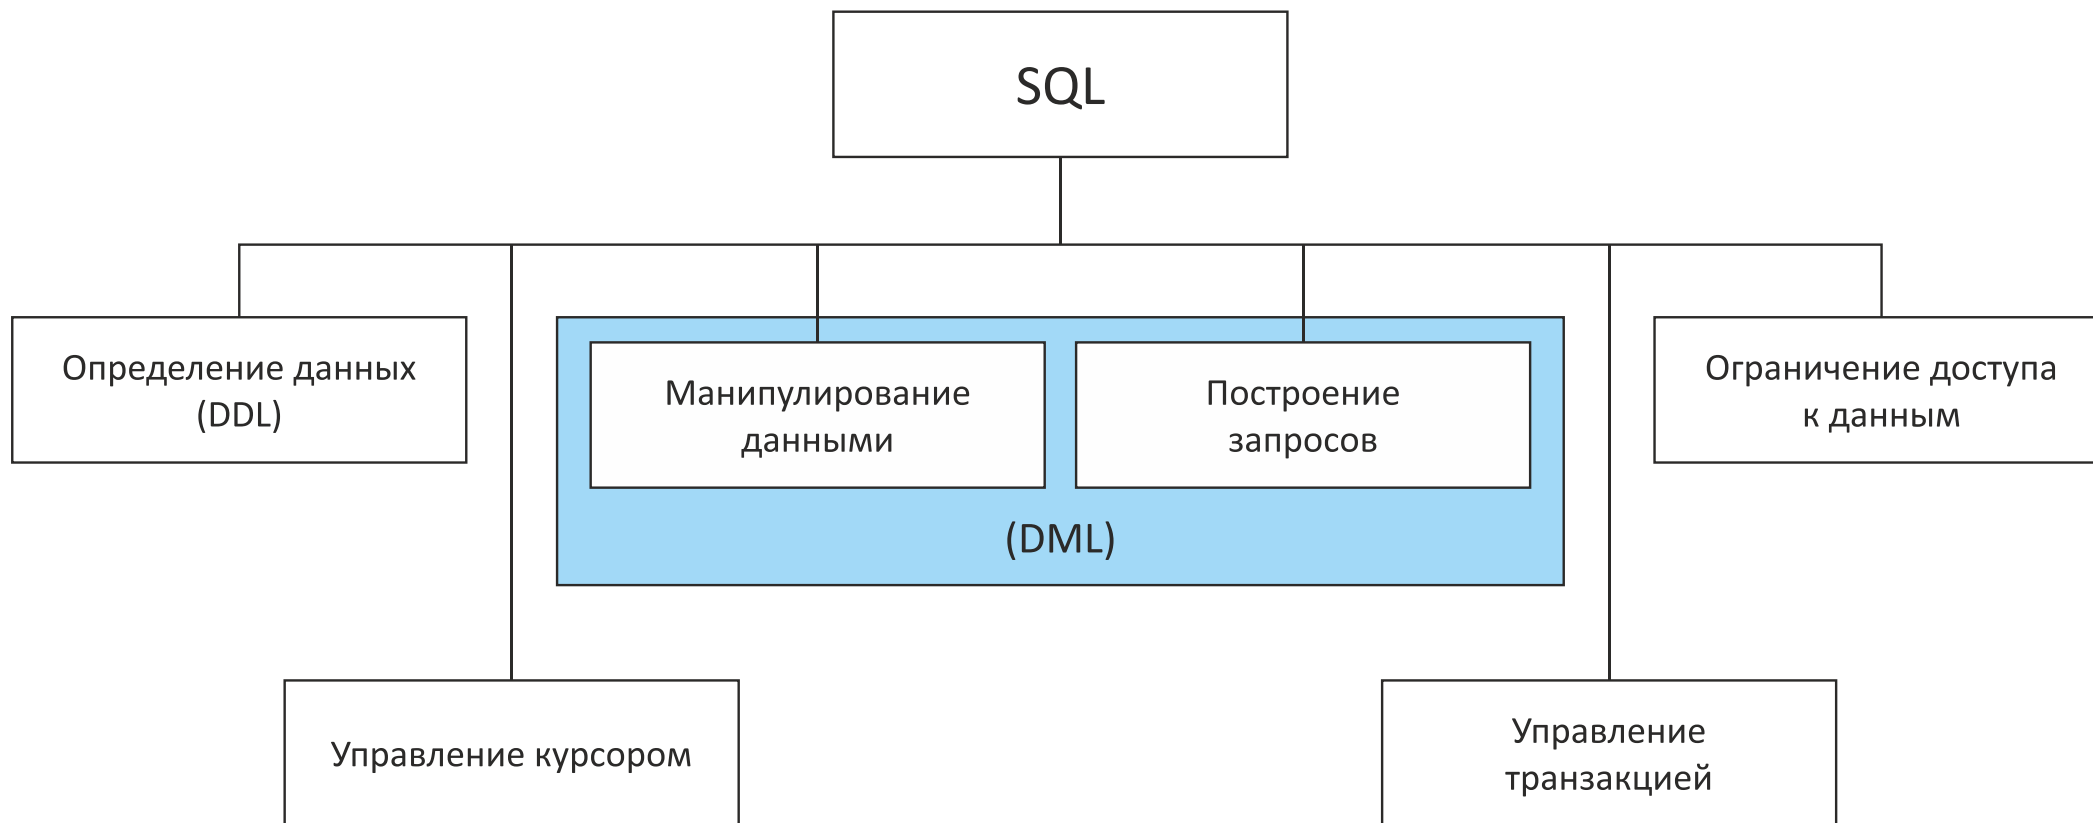 SQL
Определение данных
(DDL)
Манипулирование
данными
Построение
запросов
(DML)
Ограничение доступа
к данным
Управление курсором
Управление
транзакцией